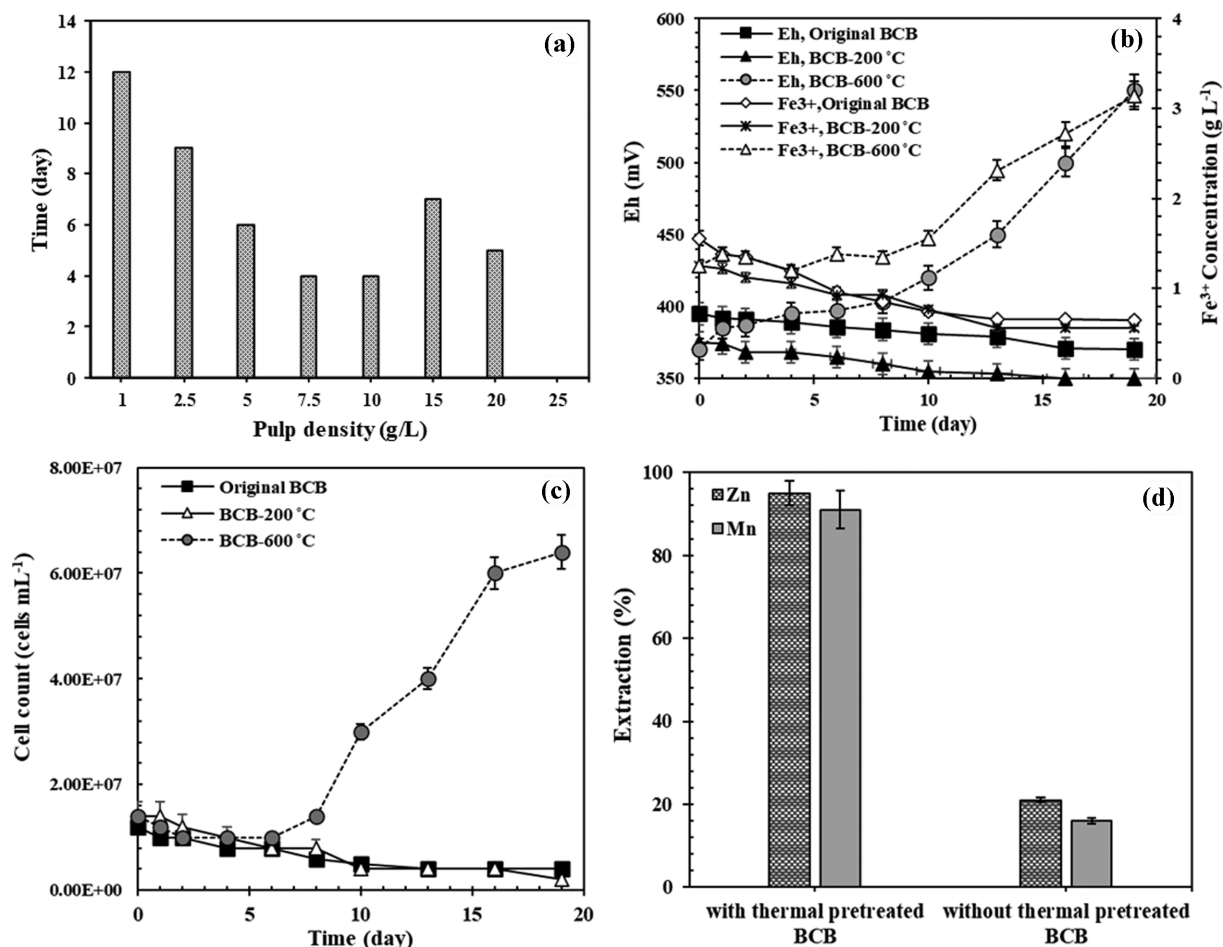 (a)
Time (day)
14
12
10
8
6
4
2
0
1 2.5 5 7.5 10 15 20 25
Pulp density (g/L)
(b)
Eh (mV)
600
550
500
450
400
350
Eh, Original BCB
Eh, BCB-200 ˚C
Eh, BCB-600 ˚C
Fe3+,Original BCB
Fe3+, BCB-200 ˚C
Fe3+, BCB-600 ˚C
4
3
2
1
0
Fe³⁺ Concentration (g L⁻¹)
0 5 10 15 20
Time (day)
(c)
Cell count (cells mL⁻¹)
8.00E+07
6.00E+07
4.00E+07
2.00E+07
0.00E+00
Original BCB
BCB-200 ˚C
BCB-600 ˚C
0 5 10 15 20
Time (day)
(d)
Extraction (%)
100
80
60
40
20
0
Zn
Mn
with thermal pretreated
BCB
without thermal pretreated
BCB